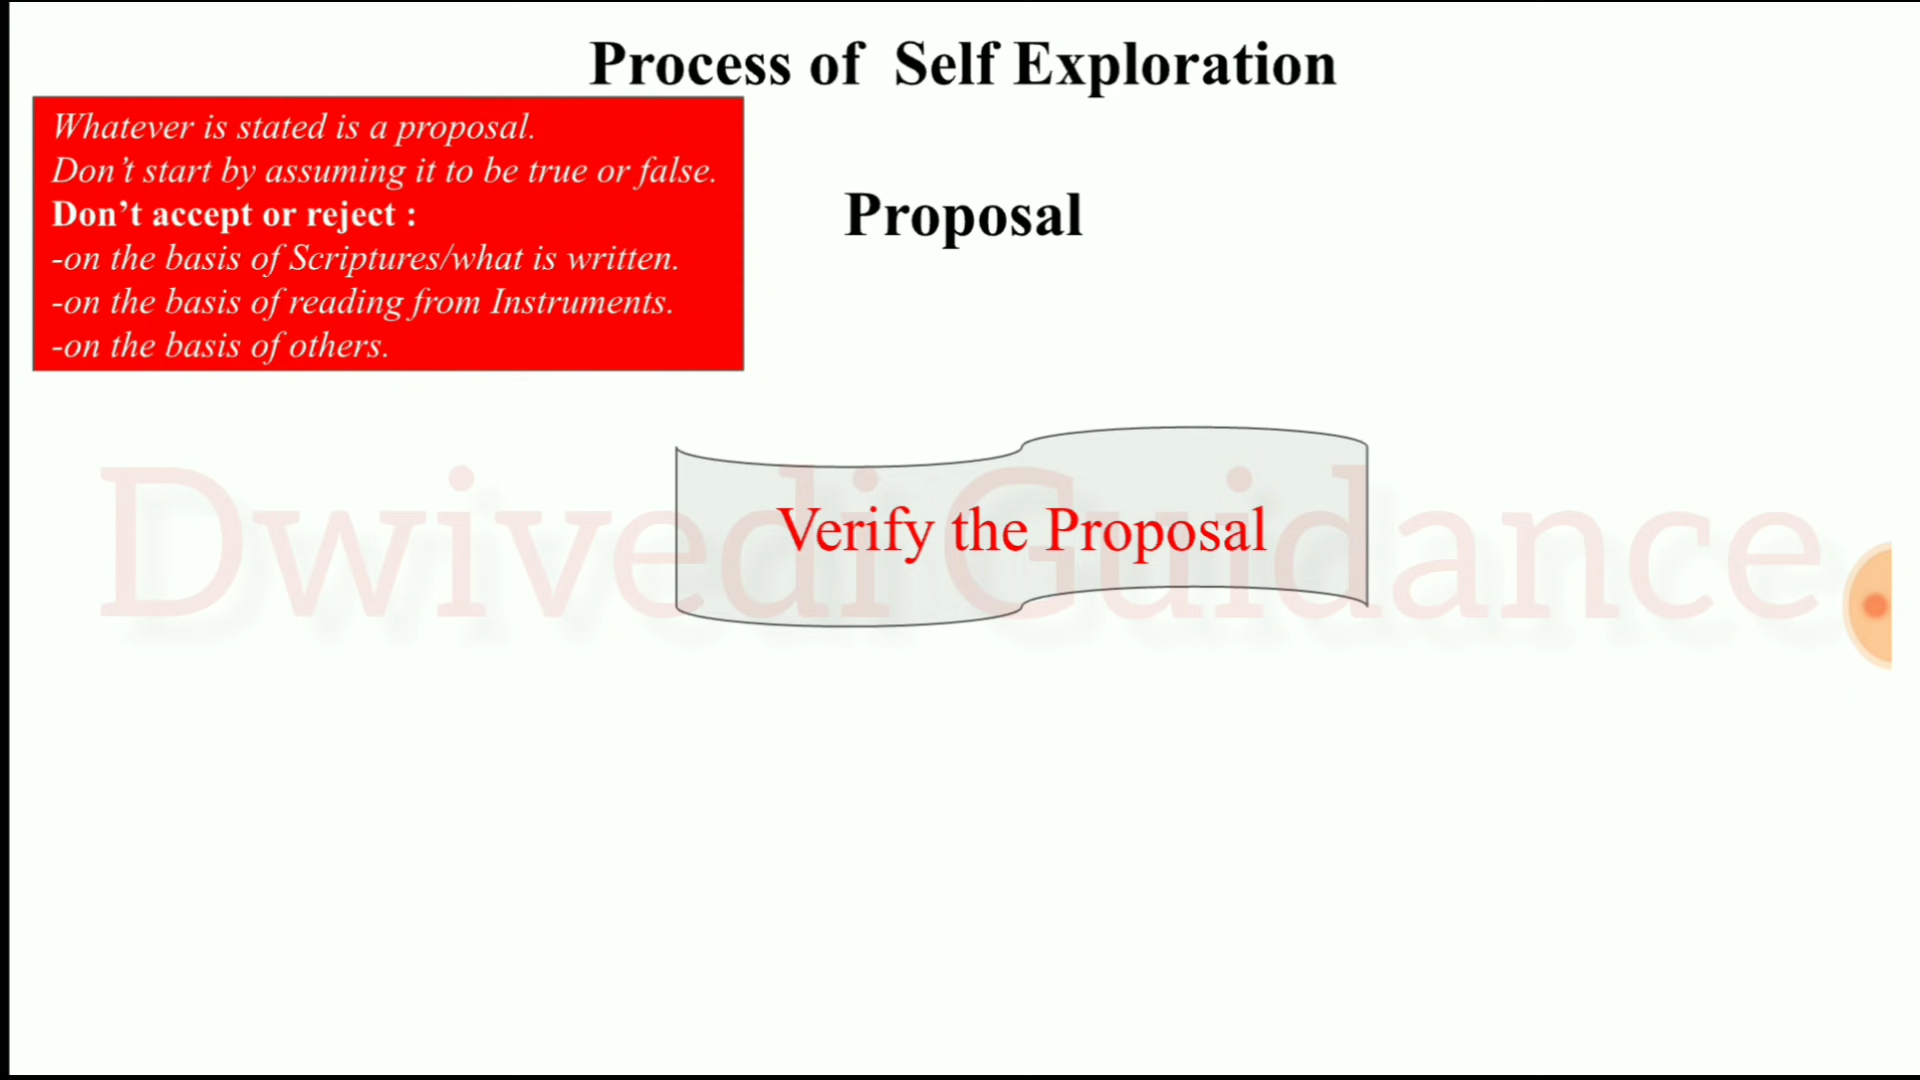 Process of Self Exploration
Whatever is stated is a proposal.
Don't start by assuming it to be true or false.
Don't accept or reject :
-on the basis of Scriptures/what is written.
-on the basis of reading from Instruments.
-on the basis of others.
Proposal
Verify the Proposal
Dwivedi Guidance